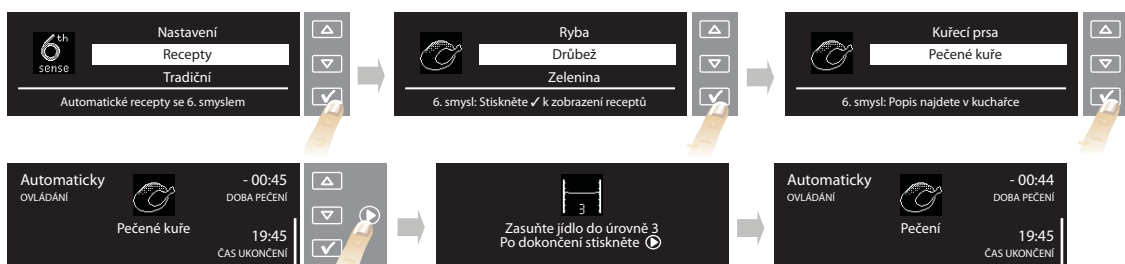 6th
sense
Nastavení
Recepty
Tradiční
Automatické recepty se 6. smyslem
Ryba
Drůbež
Zelenina
6. smysl: Stiskněte ✓ k zobrazení receptů
Kuřecí prsa
Pečené kuře
6. smysl: Popis najdete v kuchařce
Automaticky
OVLÁDÁNÍ
Pečené kuře
- 00:45
DOBA PEČENÍ
19:45
ČAS UKONČENÍ
3
Zasuňte jídlo do úrovně 3
Po dokončení stiskněte
Automaticky
OVLÁDÁNÍ
Pečení
- 00:44
DOBA PEČENÍ
19:45
ČAS UKONČENÍ